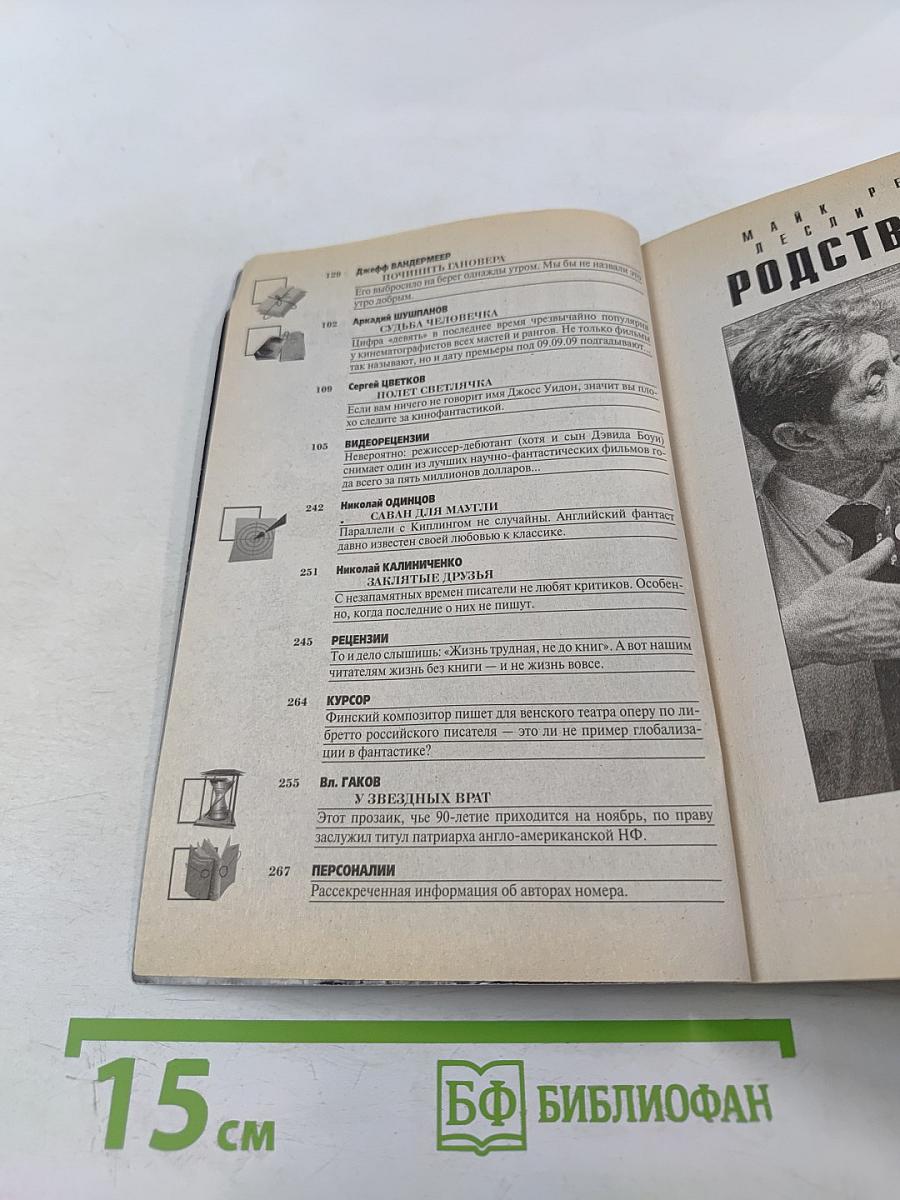 129 Джефф ВАНДЕРМЕЕР
ПОЧИНИТЬ ГАНОВЕРА
Его выбросило на берег однажды утром. Мы бы не назвали это
утро добрым.
102 Аркадий ШУШПАНОВ
СУДЬБА ЧЕЛОВЕЧКА
Цифра «девять» в последнее время чрезвычайно популярна
у кинематографистов всех мастей и рангов. Не только фильмы
так называют, но и дату премьеры под 09.09.09 подгадывают...
109 Сергей ЦВЕТКОВ
ПОЛЕТ СВЕТЛЯЧКА
Если вам ничего не говорит имя Джосс Уидон, значит вы пло-
хо следите за кинофантастикой.
105 ВИДЕОРЕЦЕНЗИИ
Невероятно: режиссер-дебютант (хотя и сын Дэвида Боуи)
снимает один из лучших научно-фантастических фильмов го-
да всего за пять миллионов долларов...
242 Николай ОДИНЦОВ
САВАН ДЛЯ МАУГЛИ
Параллели с Киплингом не случайны. Английский фантаст
давно известен своей любовью к классике.
251 Николай КАЛИНИЧЕНКО
ЗАКЛЯТЫЕ ДРУЗЬЯ
С незапамятных времен писатели не любят критиков. Особен-
но, когда последние о них не пишут.
245 РЕЦЕНЗИИ
То и дело слышишь: «Жизнь трудная, не до книг». А вот нашим
читателям жизнь без книги — и не жизнь вовсе.
264 КУРСОР
Финский композитор пишет для венского театра оперу по ли-
бретто российского писателя — это ли не пример глобализа-
ции в фантастике?
255 Вл. ГАКОВ
У ЗВЕЗДНЫХ ВРАТ
Этот прозаик, чье 90-летие приходится на ноябрь, по праву
заслужил титул патриарха англо-американской НФ.
267 ПЕРСОНАЛИИ
Рассекреченная информация об авторах номера.
МАЙК РЕ
ЛЕСЛИ
РОДСТВ
15 см
БФ БИБЛИОФАН